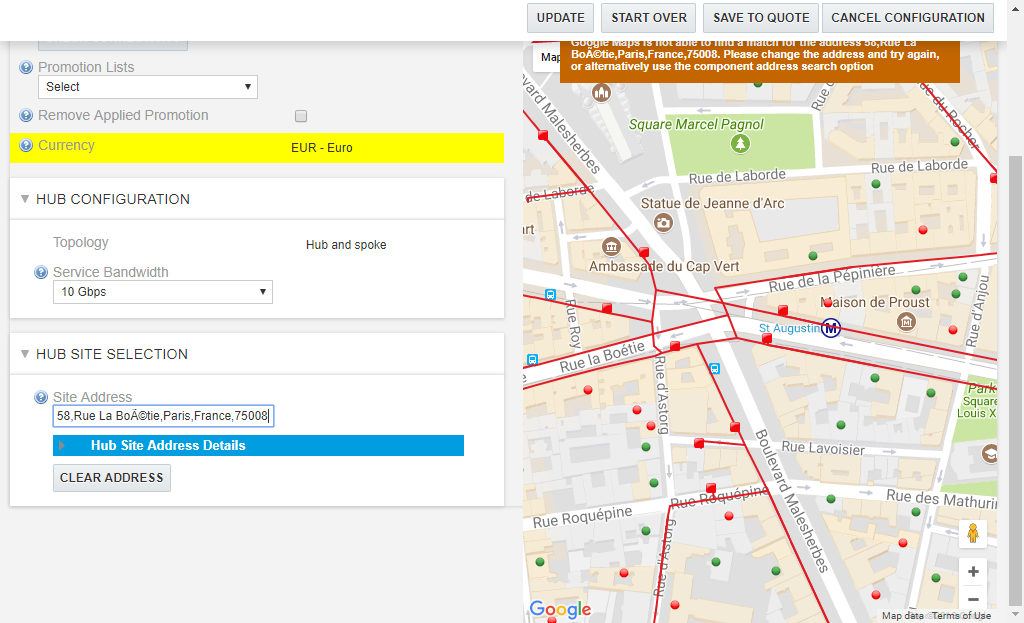 UPDATE
START OVER
SAVE TO QUOTE
CANCEL CONFIGURATION
Promotion Lists
Select
Remove Applied Promotion
Currency
EUR - Euro
HUB CONFIGURATION
Topology
Hub and spoke
Service Bandwidth
10 Gbps
HUB SITE SELECTION
Site Address
58,Rue La BoÃ©tie,Paris,France,75008
Hub Site Address Details
CLEAR ADDRESS
Map
Google Maps is not able to find a match for the address 58,Rue La
BoÃ©tie,Paris,France,75008. Please change the address and try again,
or alternatively use the component address search option
Square Marcel Pagnol
Rue de Laborde
Rue de Laborde
de Laborde
Statue de Jeanne d'Arc
Ambassade du Cap Vert
Rue de la Pépinière
Maison de Proust
St Augustin
M
Rue d'Anjou
Rue Roy
Rue la Boétie
Rue d'Astorg
Park
Square
Louis X
Rue Lavoisier
Boulevard Malesherbes
Rue des Mathurin
Rue Roquépine
Rue Roquépine
Rue d'Astorg
Google
Map data
Terms of Use